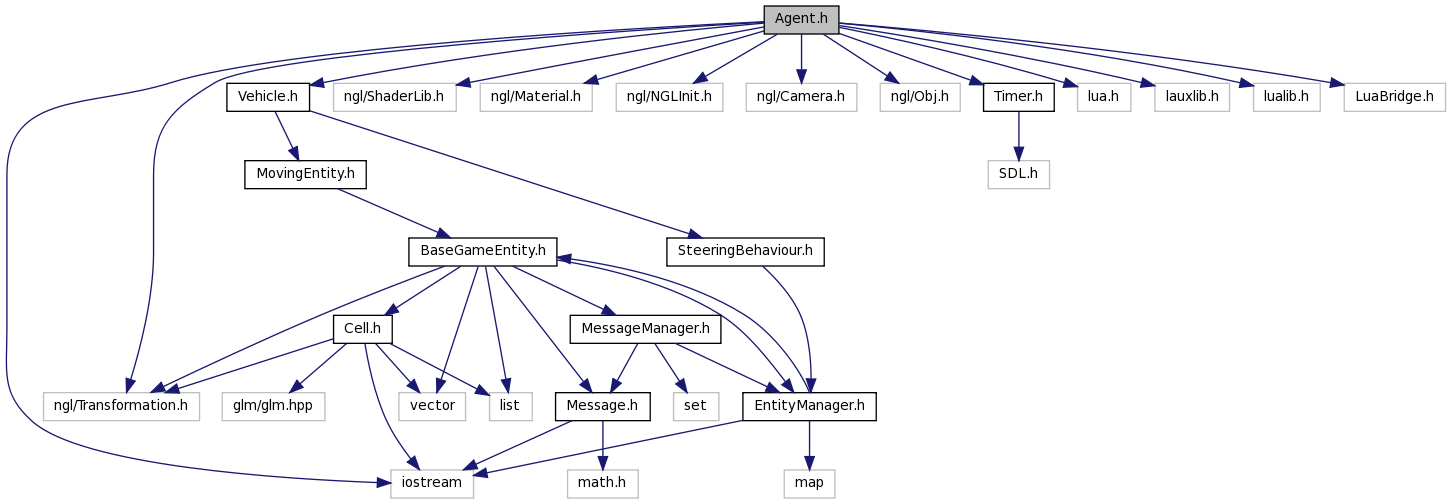 Agent.h
Vehicle.h
ngl/ShaderLib.h
ngl/Material.h
ngl/NGLInit.h
ngl/Camera.h
ngl/Obj.h
Timer.h
lua.h
lauxlib.h
lualib.h
LuaBridge.h
MovingEntity.h
SDL.h
BaseGameEntity.h
SteeringBehaviour.h
Cell.h
MessageManager.h
ngl/Transformation.h
glm/glm.hpp
vector
list
Message.h
set
EntityManager.h
iostream
math.h
map